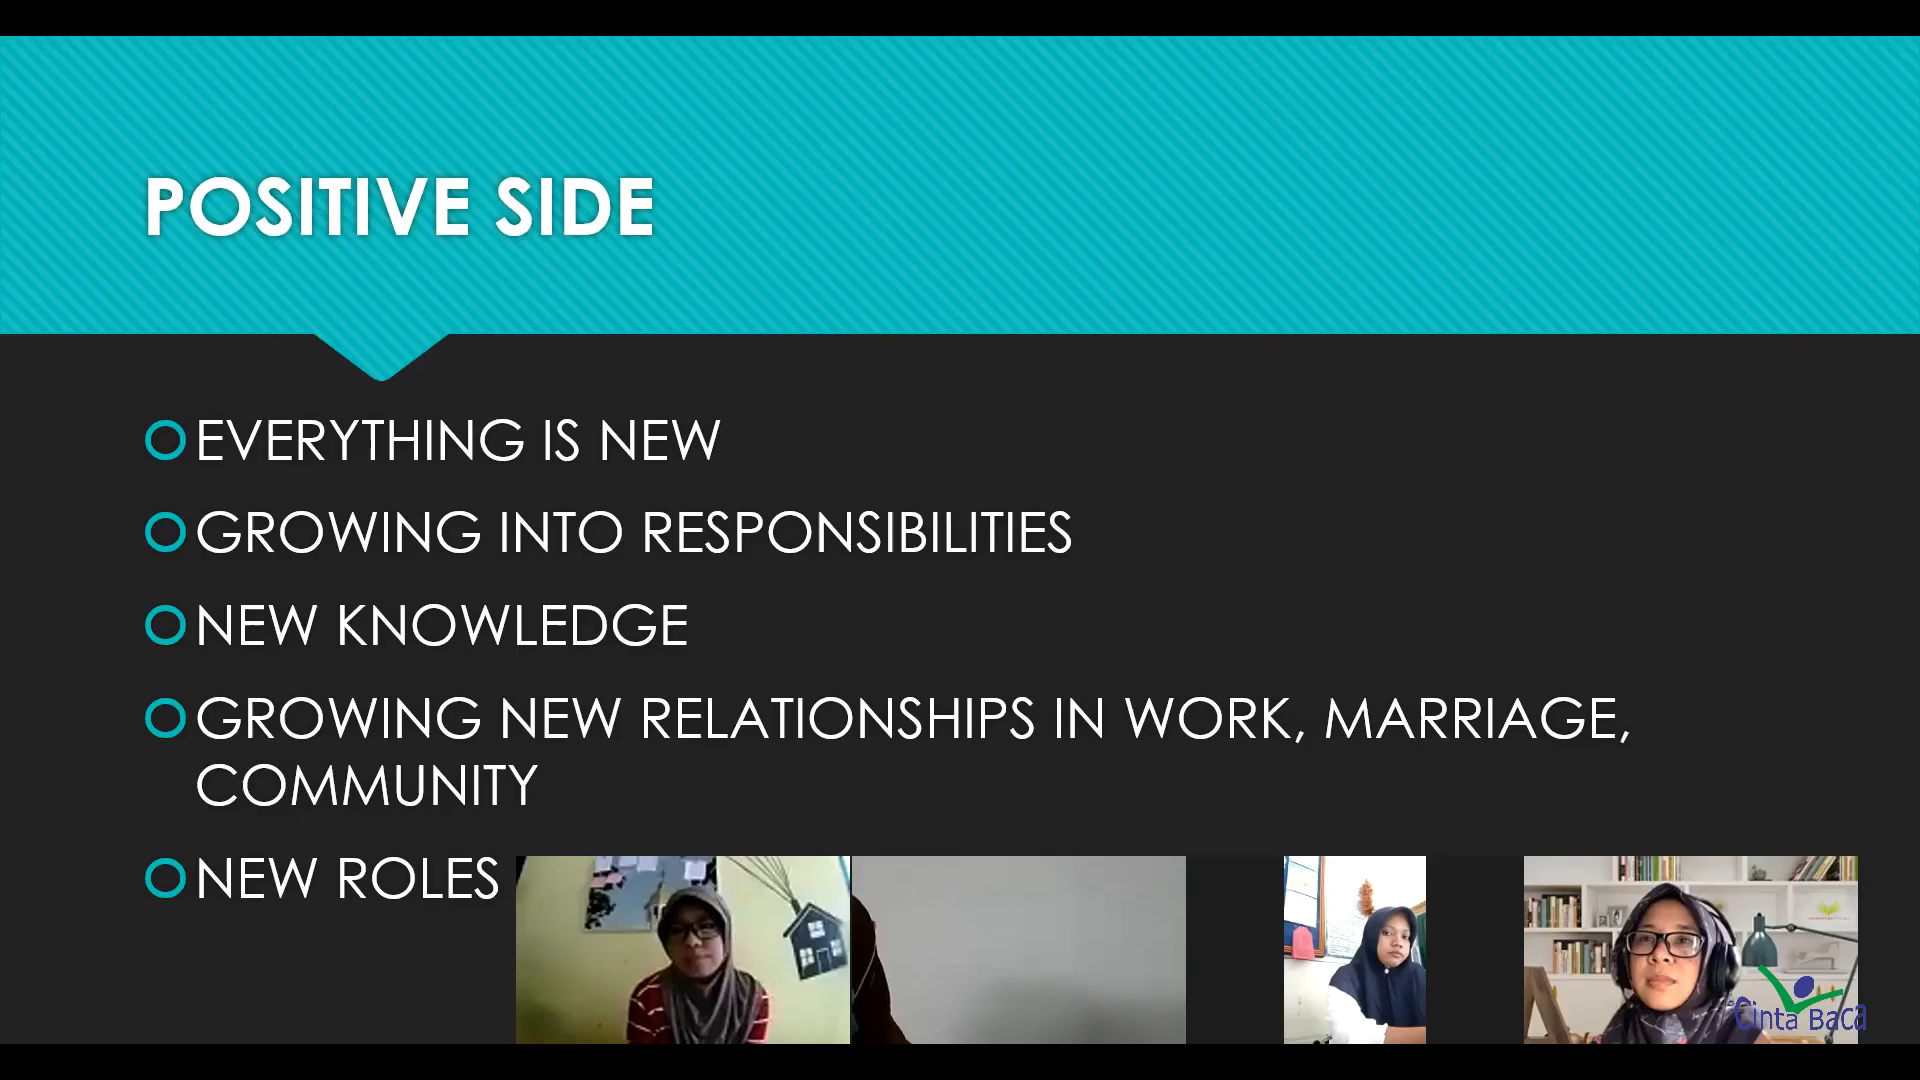 POSITIVE SIDE
EVERYTHING IS NEW
GROWING INTO RESPONSIBILITIES
NEW KNOWLEDGE
GROWING NEW RELATIONSHIPS IN WORK, MARRIAGE,
COMMUNITY
NEW ROLES
Cinta Baca